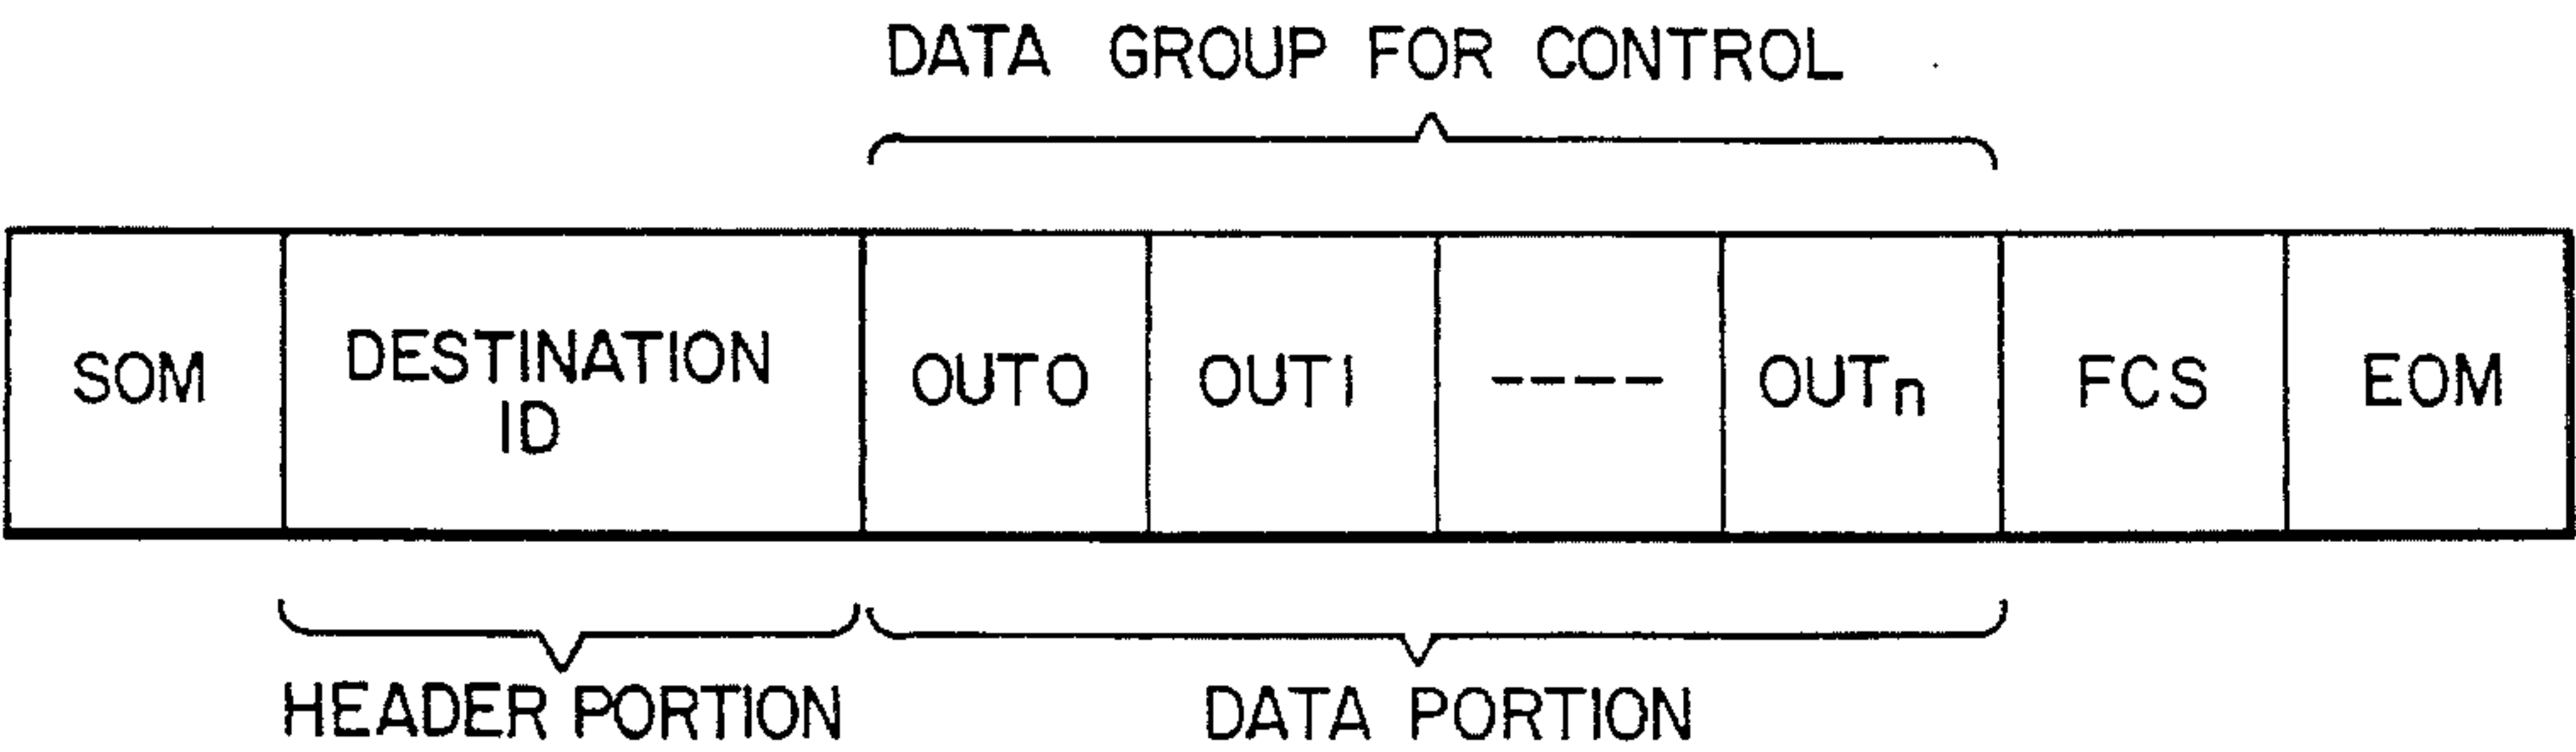 DATA GROUP FOR CONTROL
SOM DESTINATION ID OUT0 OUT1 ---- OUTn FCS EOM
HEADER PORTION DATA PORTION